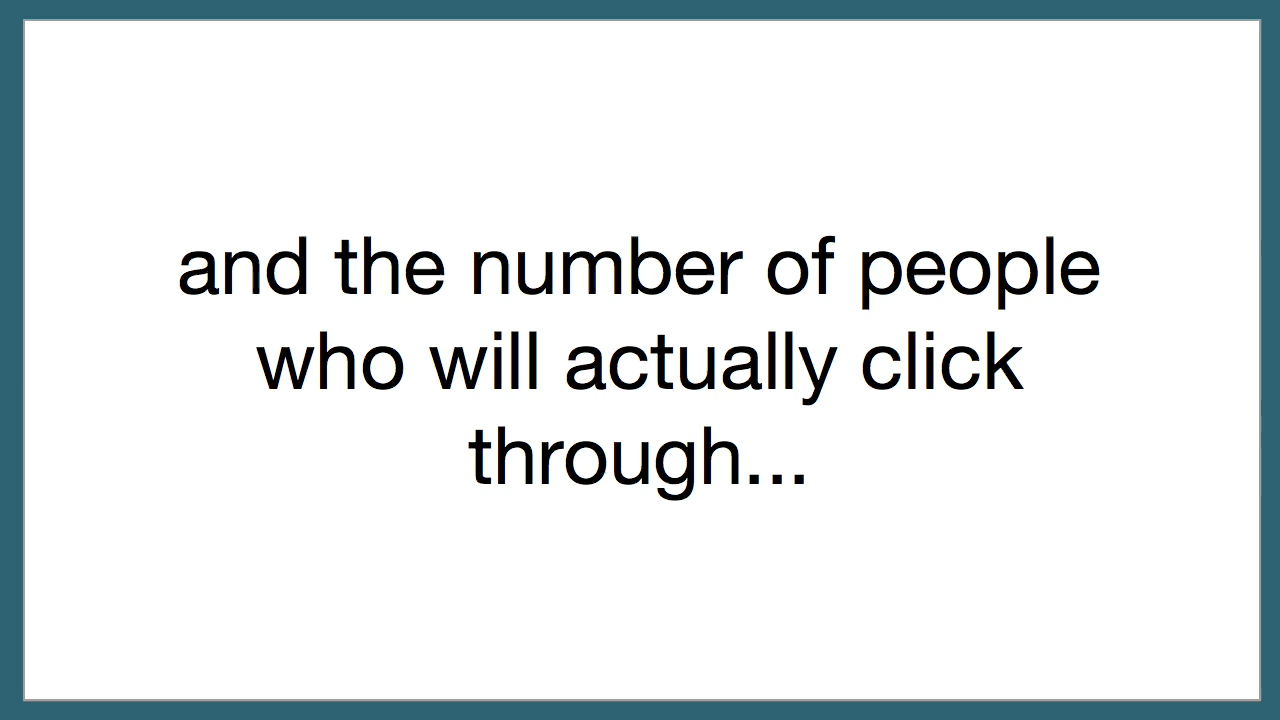 and the number of people
who will actually click
through...